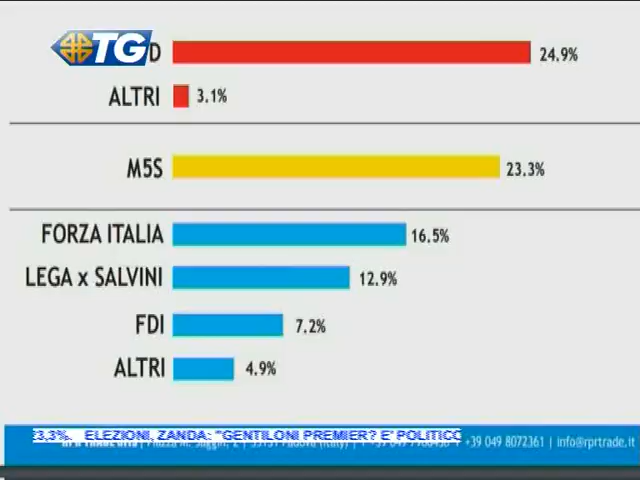 TG D 24.9%
ALTRI 3.1%
M5S 23.3%
FORZA ITALIA 16.5%
LEGA x SALVINI 12.9%
FDI 7.2%
ALTRI 4.9%
3,3%. ELEZIONI, ZANDA: "GENTILONI PREMIER? E' POLITICO
+39 049 8072361 | info@rprtrade.it